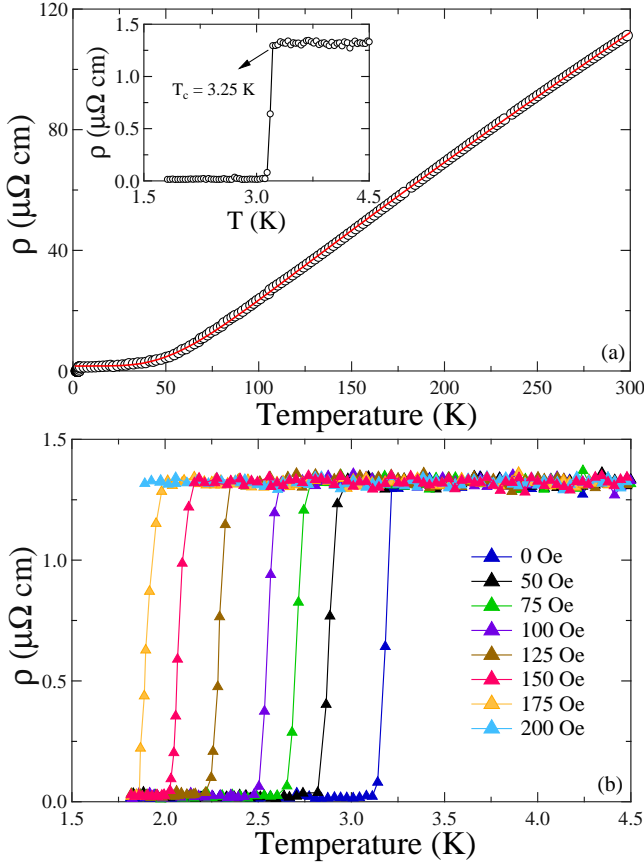 120
80
40
0
ρ (μΩ cm)
1.5
1.0
0.5
0.0
ρ (μΩ cm)
T_c = 3.25 K
1.5 3.0 4.5
T (K)
(a)
0 50 100 150 200 250 300
Temperature (K)
1.5
1.0
0.5
0.0
ρ (μΩ cm)
0 Oe
50 Oe
75 Oe
100 Oe
125 Oe
150 Oe
175 Oe
200 Oe
(b)
1.5 2.0 2.5 3.0 3.5 4.0 4.5
Temperature (K)